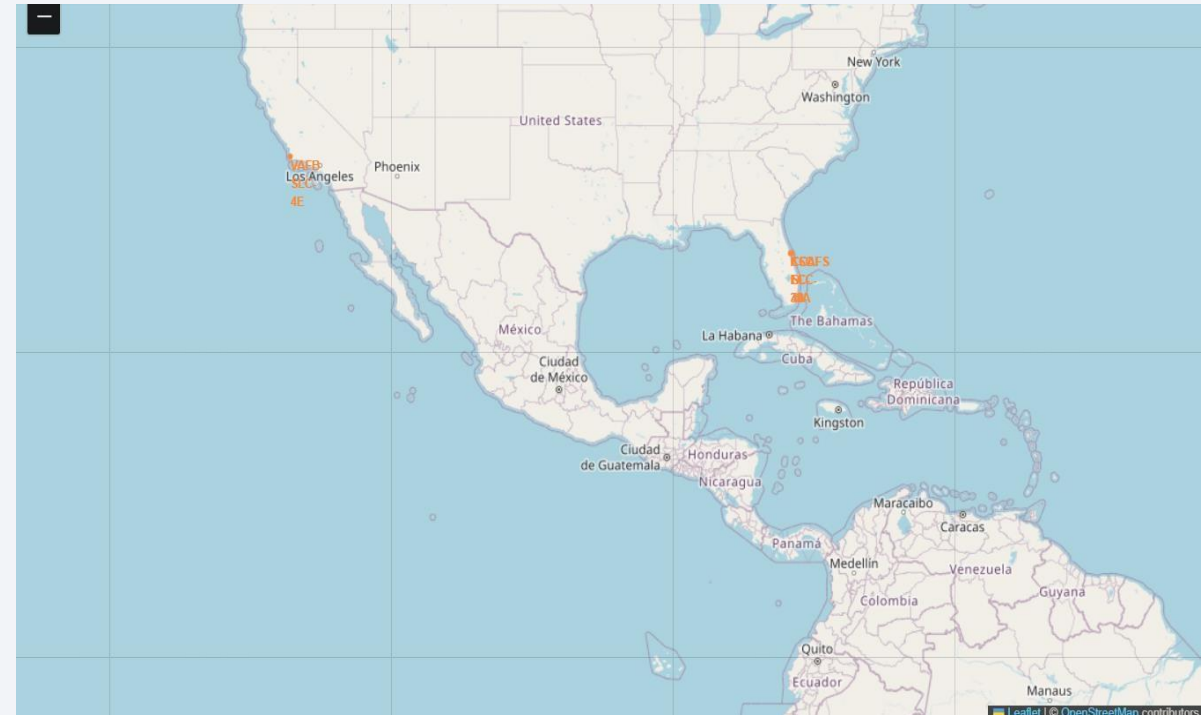 −
New York
Washington
United States
Phoenix
VAFB
Los Angeles
SLC
4E
The Bahamas
México
La Habana
Cuba
Ciudad
de México
República
Dominicana
Kingston
Ciudad
de Guatemala
Honduras
Nicaragua
Maracaibo
Caracas
Panamá
Medellín
Venezuela
Guyana
Colombia
Quito
Ecuador
Manaus
Leaflet | © OpenStreetMap contributors